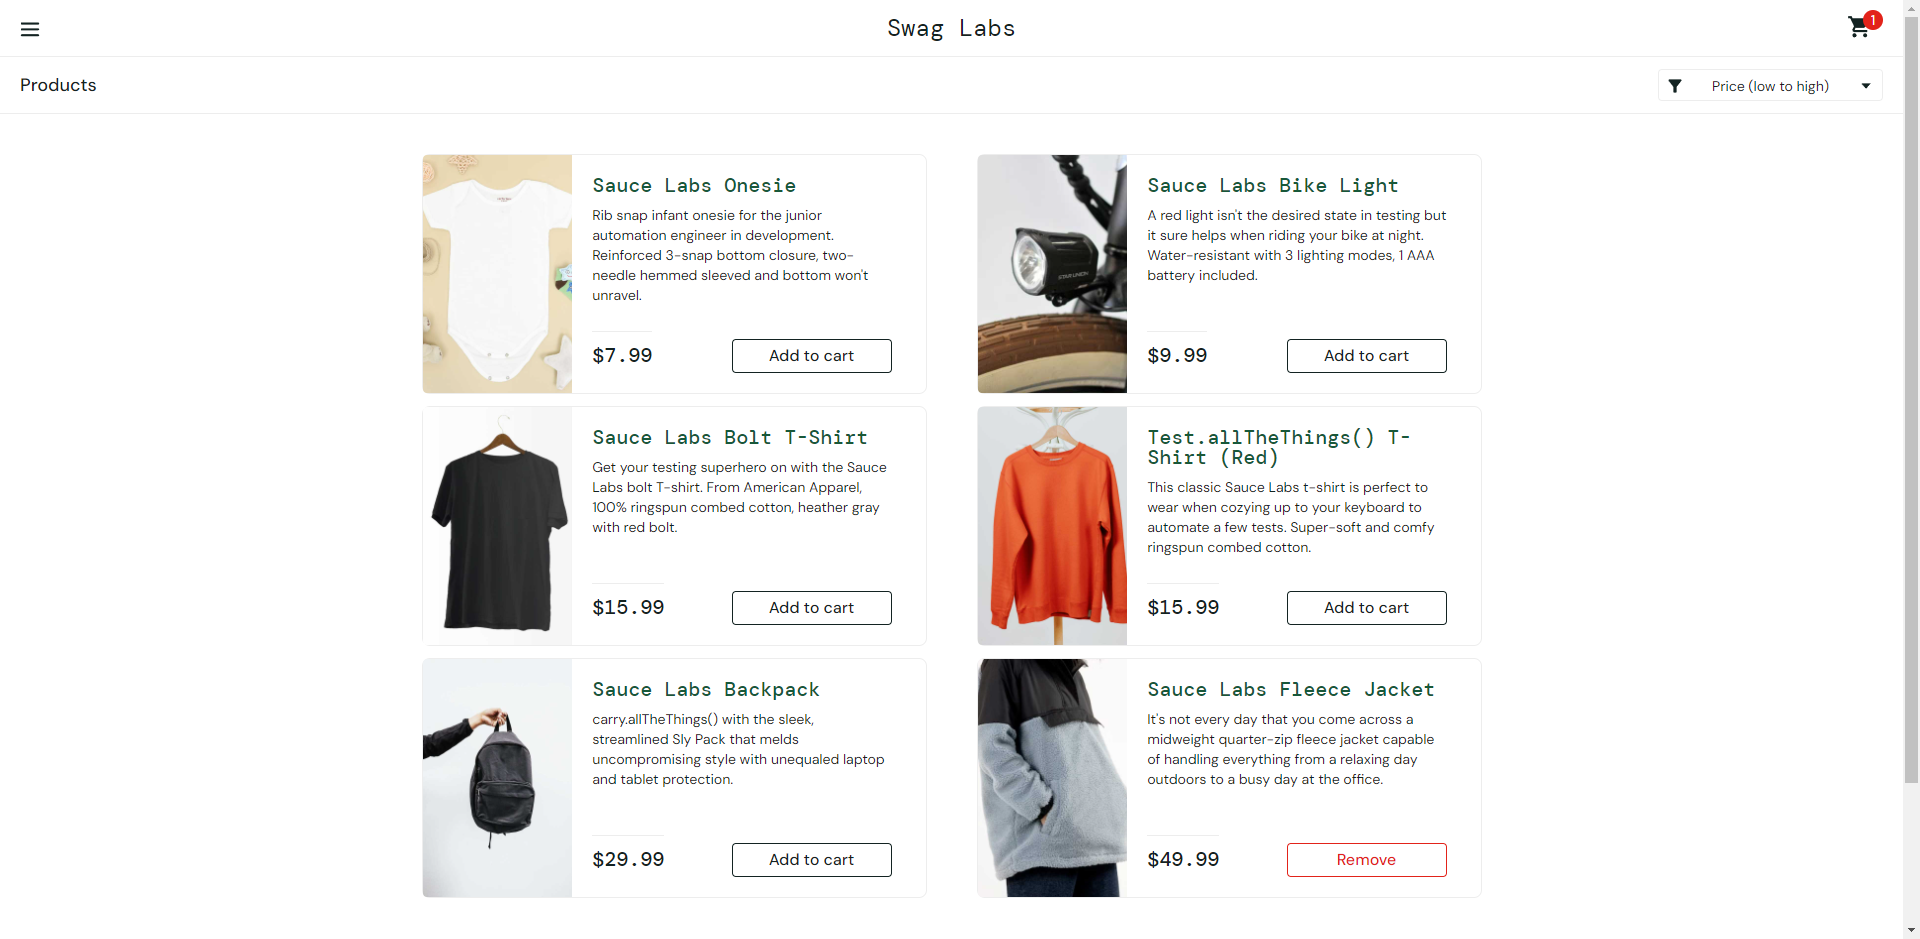 Swag Labs
1
Products
Price (low to high)
Sauce Labs Onesie
Rib snap infant onesie for the junior
automation engineer in development.
Reinforced 3-snap bottom closure, two-
needle hemmed sleeved and bottom won't
unravel.
$7.99
Add to cart
Sauce Labs Bike Light
A red light isn't the desired state in testing but
it sure helps when riding your bike at night.
Water-resistant with 3 lighting modes, 1 AAA
battery included.
$9.99
Add to cart
STAR UNION
Sauce Labs Bolt T-Shirt
Get your testing superhero on with the Sauce
Labs bolt T-shirt. From American Apparel,
100% ringspun combed cotton, heather gray
with red bolt.
$15.99
Add to cart
Test.allTheThings() T-
Shirt (Red)
This classic Sauce Labs t-shirt is perfect to
wear when cozying up to your keyboard to
automate a few tests. Super-soft and comfy
ringspun combed cotton.
$15.99
Add to cart
Sauce Labs Backpack
carry.allTheThings() with the sleek,
streamlined Sly Pack that melds
uncompromising style with unequaled laptop
and tablet protection.
$29.99
Add to cart
Sauce Labs Fleece Jacket
It's not every day that you come across a
midweight quarter-zip fleece jacket capable
of handling everything from a relaxing day
outdoors to a busy day at the office.
$49.99
Remove